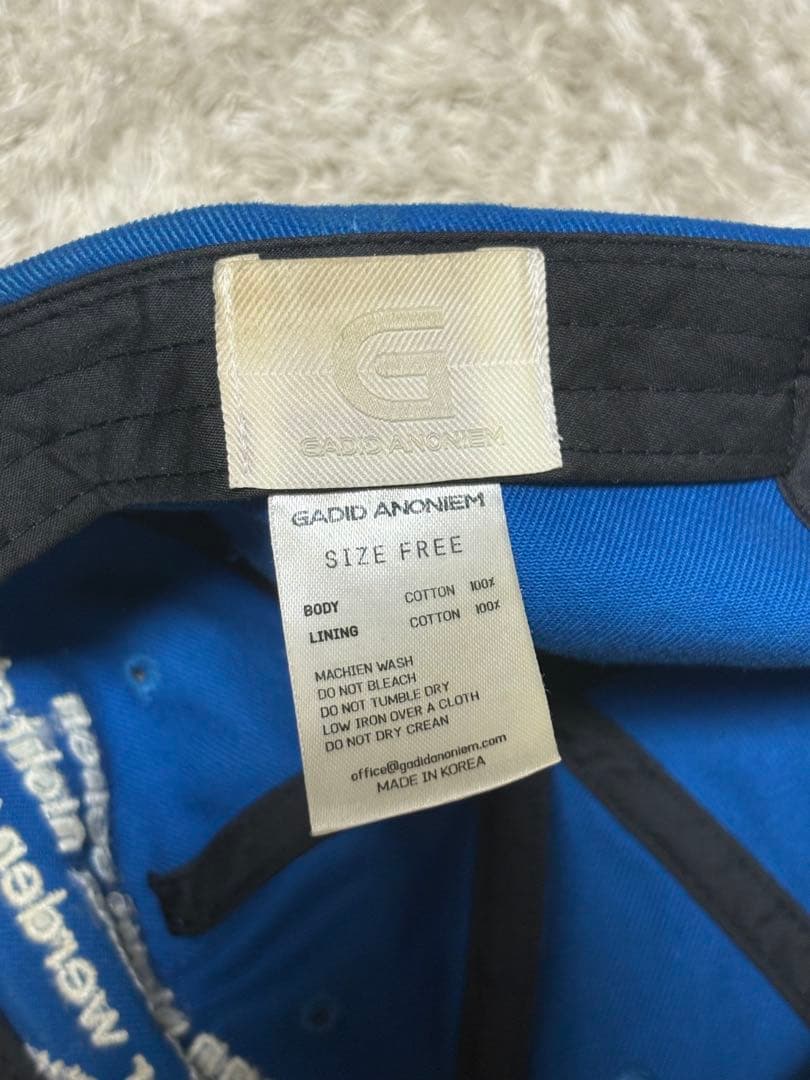 G
GADID ANONIEM
GADID ANONIEM
SIZE FREE
BODY COTTON 100%
LINING COTTON 100%
MACHIEN WASH
DO NOT BLEACH
DO NOT TUMBLE DRY
LOW IRON OVER A CLOTH
DO NOT DRY CREAN
office@gadidanoniem.com
MADE IN KOREA